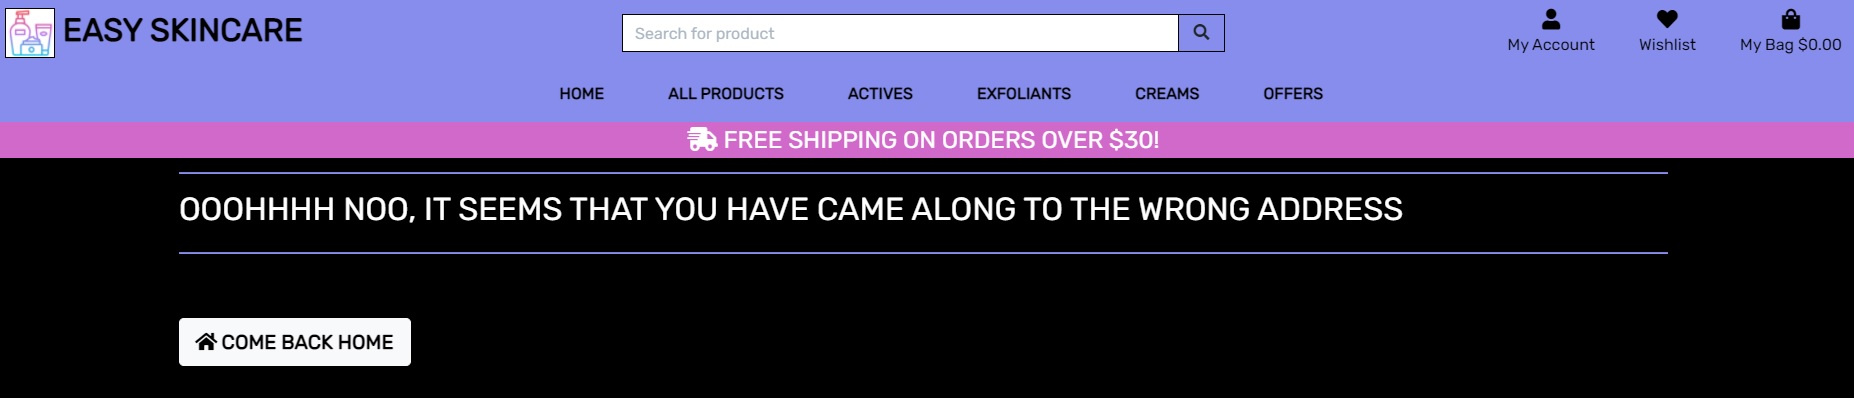 EASY SKINCARE
Search for product
My Account
Wishlist
My Bag $0.00
HOME
ALL PRODUCTS
ACTIVES
EXFOLIANTS
CREAMS
OFFERS
FREE SHIPPING ON ORDERS OVER $30!
OOOHHHH NOO, IT SEEMS THAT YOU HAVE CAME ALONG TO THE WRONG ADDRESS
COME BACK HOME